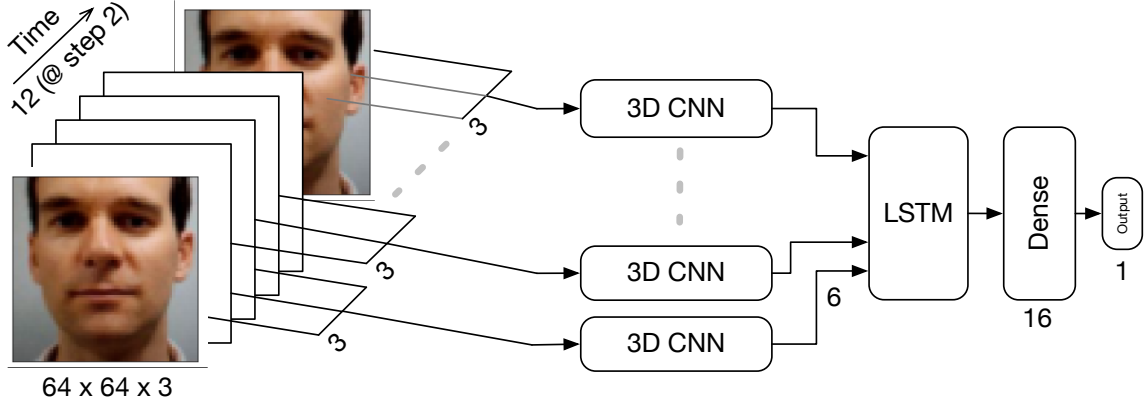 Time
12 (@ step 2)
3
3
3
64 x 64 x 3
3D CNN
3D CNN
3D CNN
6
LSTM
Dense
16
Output
1